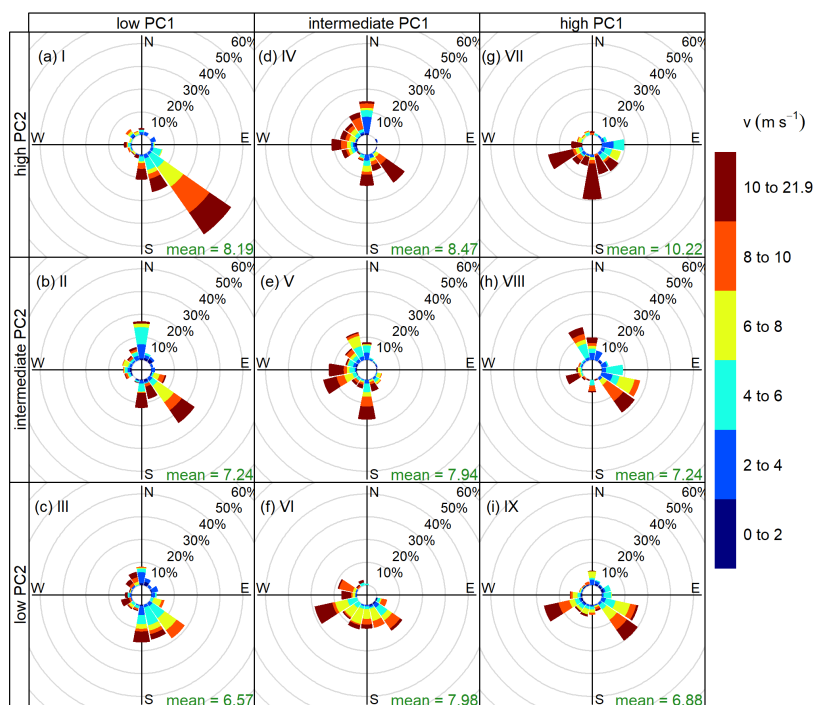 low PC1 intermediate PC1 high PC1
high PC2
intermediate PC2
low PC2
(a) I
N
60%
50%
40%
30%
20%
10%
W E
S
mean = 8.19
(d) IV
N
60%
50%
40%
30%
20%
10%
W E
S
mean = 8.47
(g) VII
N
60%
50%
40%
30%
20%
10%
W E
S
mean = 10.22
(b) II
N
60%
50%
40%
30%
20%
10%
W E
S
mean = 7.24
(e) V
N
60%
50%
40%
30%
20%
10%
W E
S
mean = 7.94
(h) VIII
N
60%
50%
40%
30%
20%
10%
W E
S
mean = 7.24
(c) III
N
60%
50%
40%
30%
20%
10%
W E
S
mean = 6.57
(f) VI
N
60%
50%
40%
30%
20%
10%
W E
S
mean = 7.98
(i) IX
N
60%
50%
40%
30%
20%
10%
W E
S
mean = 6.88
v (m s⁻¹)
10 to 21.9
8 to 10
6 to 8
4 to 6
2 to 4
0 to 2